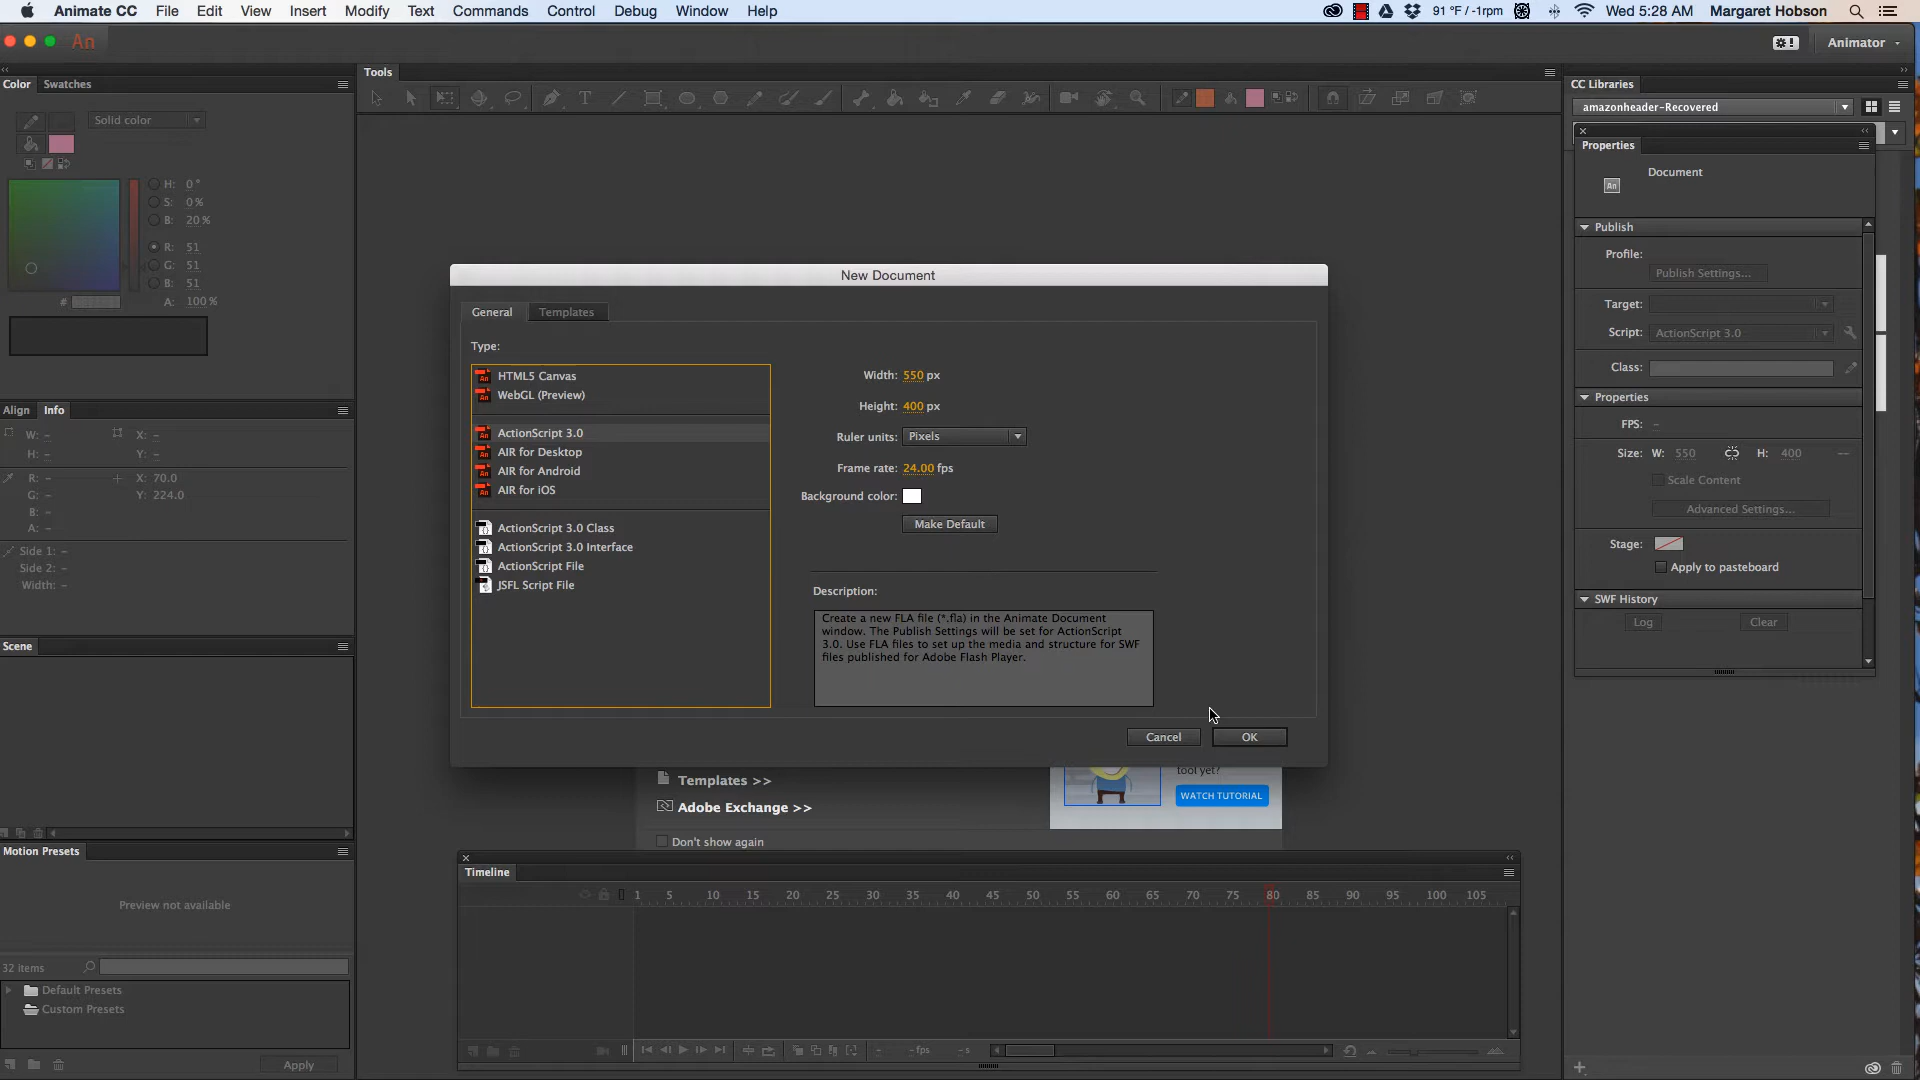 Animate CC File Edit View Insert Modify Text Commands Control Debug Window Help 91 °F / -1rpm Wed 5:28 AM Margaret Hobson
An Animator
Color Swatches
Solid color
H: 0 °
S: 0 %
B: 20 %
R: 51
G: 51
B: 51
# A: 100 %
Align Info
W: - X: -
H: - Y: -
R: - X: 70.0
G: - Y: 224.0
B: -
A: -
Side 1: -
Side 2: -
Width: -
Scene
Motion Presets
Preview not available
32 items
Default Presets
Custom Presets
Apply
Tools
New Document
General Templates
Type:
HTML5 Canvas
WebGL (Preview)
ActionScript 3.0
AIR for Desktop
AIR for Android
AIR for iOS
ActionScript 3.0 Class
ActionScript 3.0 Interface
ActionScript File
JSFL Script File
Width: 550 px
Height: 400 px
Ruler units: Pixels
Frame rate: 24.00 fps
Background color:
Make Default
Description:
Create a new FLA file (*.fla) in the Animate Document
window. The Publish Settings will be set for ActionScript
3.0. Use FLA files to set up the media and structure for SWF
files published for Adobe Flash Player.
Cancel OK
Templates >>
Adobe Exchange >>
Don't show again
tool yet?
WATCH TUTORIAL
Timeline
1 5 10 15 20 25 30 35 40 45 50 55 60 65 70 75 80 85 90 95 100 105
- - fps - s
CC Libraries
amazonheader-Recovered
Properties
Document
An
Publish
Profile:
Publish Settings...
Target:
Script: ActionScript 3.0
Class:
Properties
FPS: -
Size: W: 550 H: 400 --
Scale Content
Advanced Settings...
Stage:
Apply to pasteboard
SWF History
Log Clear